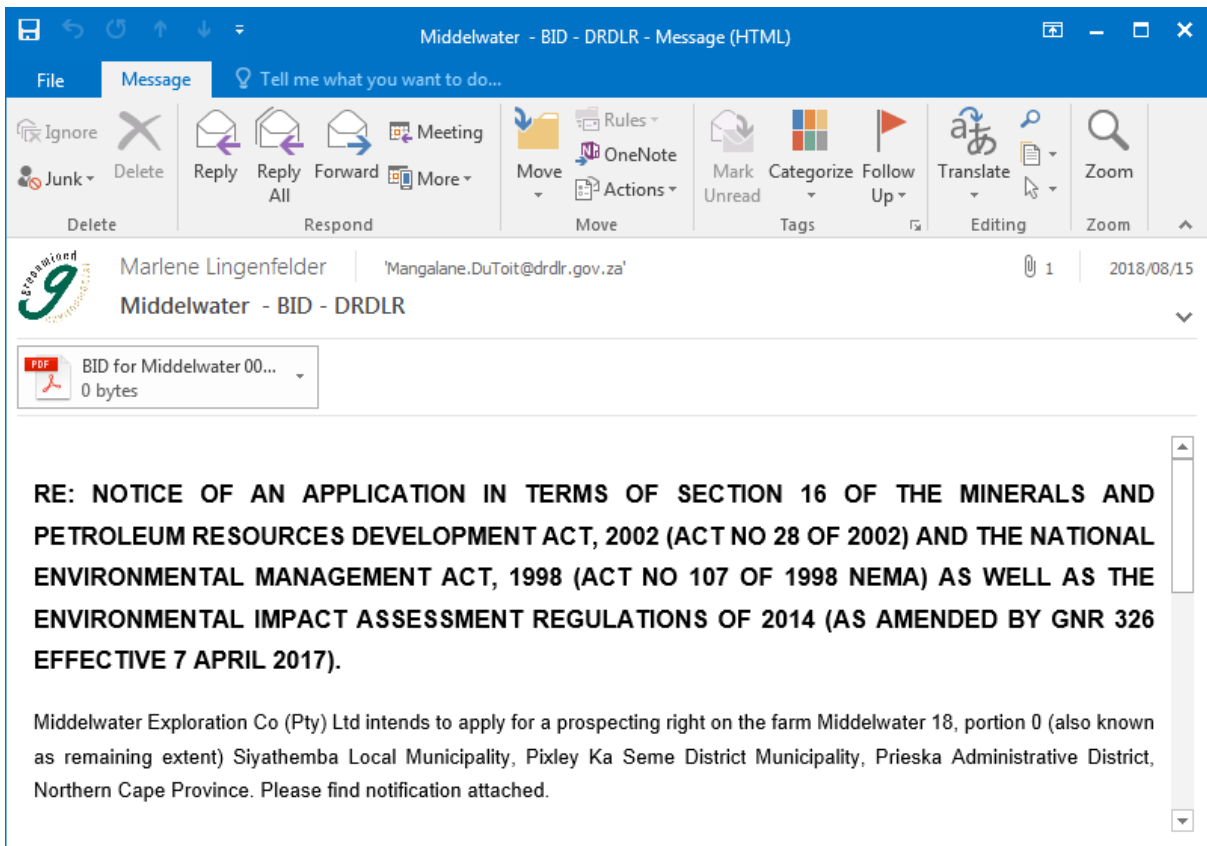 Middelwater - BID - DRDLR - Message (HTML)
File Message Tell me what you want to do...
Ignore
Junk
Delete
Reply
Reply All
Forward
Meeting
More
Move
Rules
OneNote
Actions
Mark Unread
Categorize
Follow Up
Translate
Zoom
Delete Respond Move Tags Editing Zoom
Marlene Lingenfelder 'Mangalane.DuToit@drdlr.gov.za' 1 2018/08/15
Middelwater - BID - DRDLR
PDF
BID for Middelwater 00...
0 bytes
RE: NOTICE OF AN APPLICATION IN TERMS OF SECTION 16 OF THE MINERALS AND
PETROLEUM RESOURCES DEVELOPMENT ACT, 2002 (ACT NO 28 OF 2002) AND THE NATIONAL
ENVIRONMENTAL MANAGEMENT ACT, 1998 (ACT NO 107 OF 1998 NEMA) AS WELL AS THE
ENVIRONMENTAL IMPACT ASSESSMENT REGULATIONS OF 2014 (AS AMENDED BY GNR 326
EFFECTIVE 7 APRIL 2017).
Middelwater Exploration Co (Pty) Ltd intends to apply for a prospecting right on the farm Middelwater 18, portion 0 (also known
as remaining extent) Siyathemba Local Municipality, Pixley Ka Seme District Municipality, Prieska Administrative District,
Northern Cape Province. Please find notification attached.